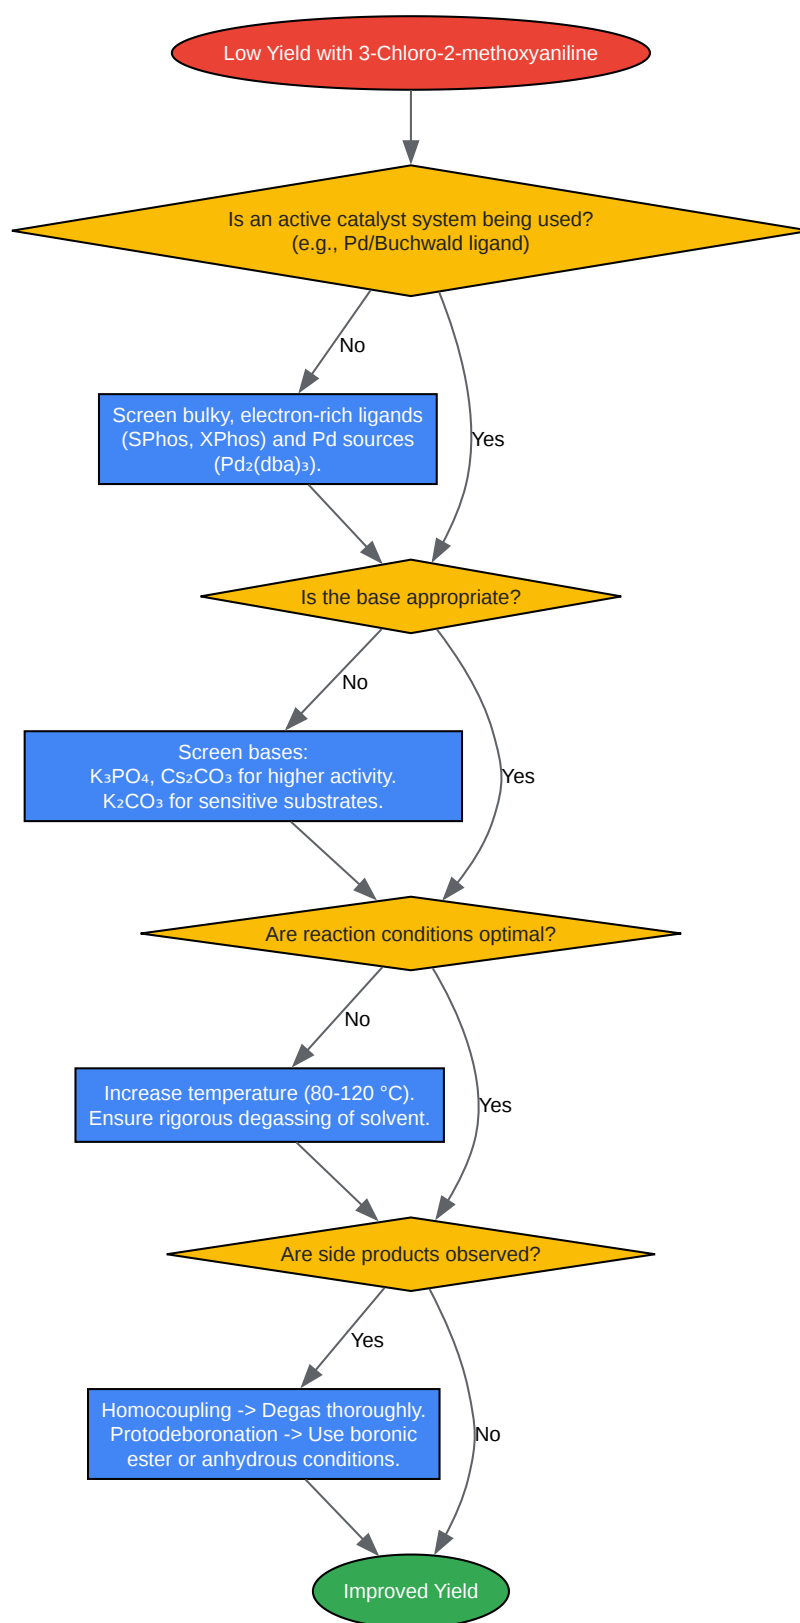 Low Yield with 3-Chloro-2-methoxyaniline
Is an active catalyst system being used?
(e.g., Pd/Buchwald ligand)
No
Screen bulky, electron-rich ligands
(SPhos, XPhos) and Pd sources
(Pd₂(dba)₃).
Yes
Is the base appropriate?
No
Screen bases:
K₃PO₄, Cs₂CO₃ for higher activity.
K₂CO₃ for sensitive substrates.
Yes
Are reaction conditions optimal?
No
Increase temperature (80-120 °C).
Ensure rigorous degassing of solvent.
Yes
Are side products observed?
Yes
Homocoupling -> Degas thoroughly.
Protodeboronation -> Use boronic
ester or anhydrous conditions.
No
Improved Yield